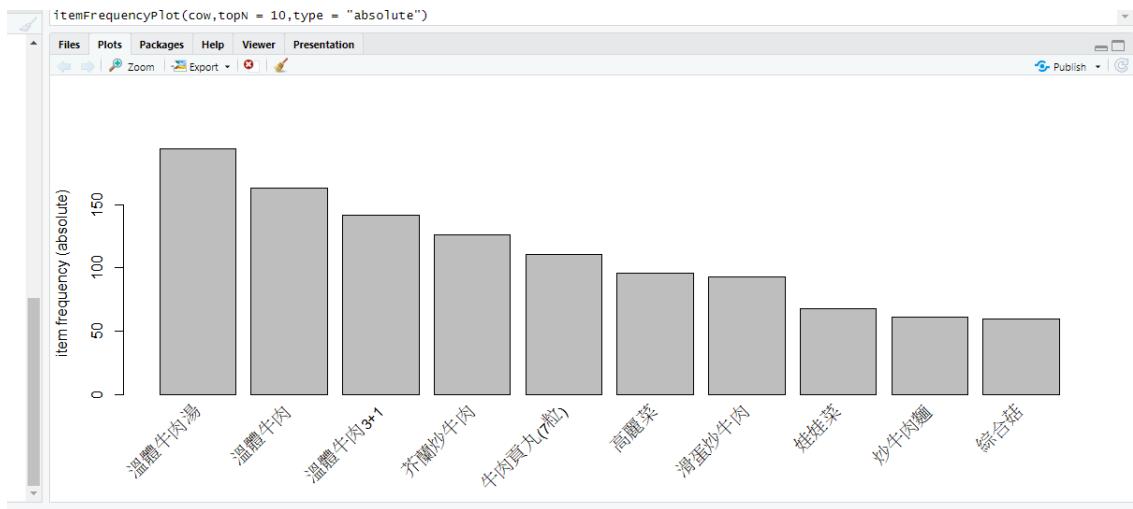 itemFrequencyPlot(cow,topN = 10,type = "absolute")
Files Plots Packages Help Viewer Presentation
Zoom Export Publish
item frequency (absolute)
150
100
50
0
溫體牛肉湯
溫體牛肉
溫體牛肉3+1
芥蘭炒牛肉
牛肉貢丸(7粒)
高麗菜
滑蛋炒牛肉
娃娃菜
炒牛肉麵
綜合菇